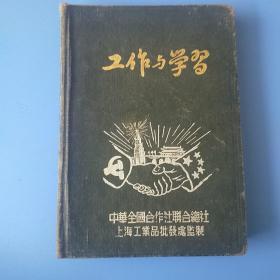 工作与学習
中華全國合作社聯合總社
上海工業品批發處監製